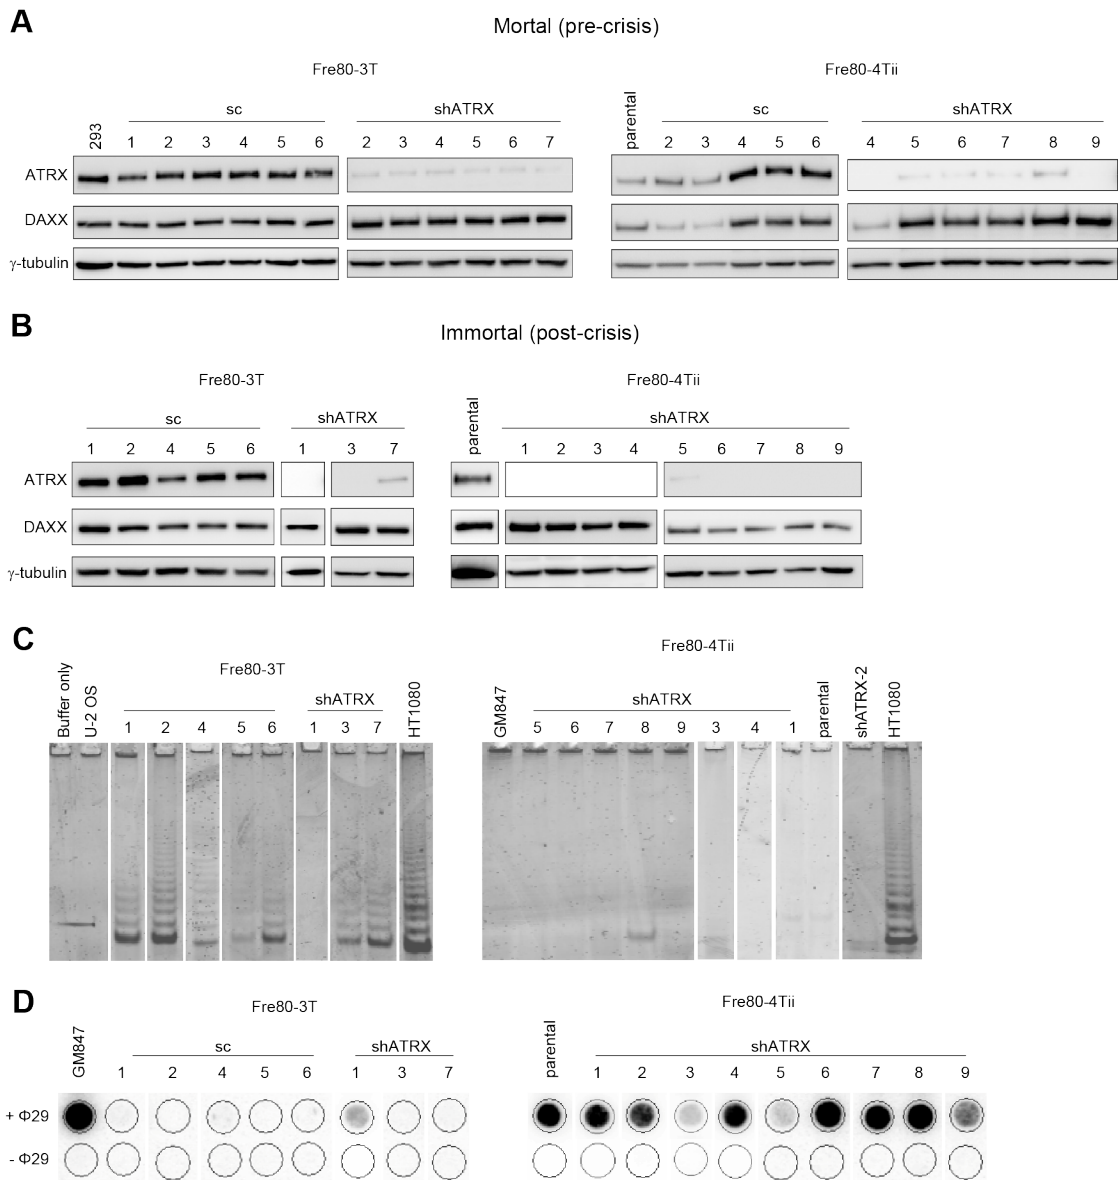 A
Mortal (pre-crisis)
Fre80-3T
Fre80-4Tii
293
sc
shATRX
parental
sc
shATRX
1 2 3 4 5 6 2 3 4 5 6 7 2 3 4 5 6 4 5 6 7 8 9
ATRX
DAXX
γ-tubulin
B
Immortal (post-crisis)
Fre80-3T
Fre80-4Tii
sc
shATRX
parental
shATRX
1 2 4 5 6 1 3 7 1 2 3 4 5 6 7 8 9
ATRX
DAXX
γ-tubulin
C
Fre80-3T
Fre80-4Tii
Buffer only
U-2 OS
shATRX
HT1080
GM847
shATRX
parental
shATRX-2
HT1080
1 2 4 5 6 1 3 7 5 6 7 8 9 3 4 1
D
Fre80-3T
Fre80-4Tii
GM847
sc
shATRX
parental
shATRX
1 2 4 5 6 1 3 7 1 2 3 4 5 6 7 8 9
+ Φ29
- Φ29